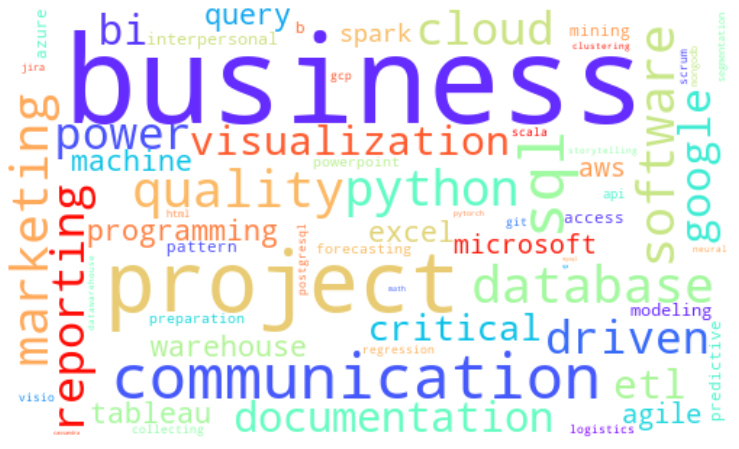 business
project
communication
bi
query
interpersonal
b
spark
cloud
mining
clustering
azure
jira
gcp
scrum
mongodb
segmentation
power
visualization
scala
storytelling
machine
powerpoint
sql
software
google
aws
api
marketing
quality
python
html
pytorch
git
access
programming
excel
microsoft
pattern
forecasting
neural
reporting
postgresql
datawarehouse
math
database
modeling
preparation
critical
driven
warehouse
regression
predictive
etl
visio
tableau
documentation
agile
collecting
logistics
cassandra